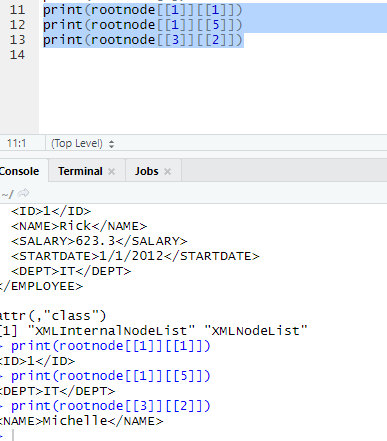 11 print(rootnode[[1]][[1]])
12 print(rootnode[[1]][[5]])
13 print(rootnode[[3]][[2]])
14
11:1 (Top Level)
Console Terminal Jobs
~/
<ID>1</ID>
<NAME>Rick</NAME>
<SALARY>623.3</SALARY>
<STARTDATE>1/1/2012</STARTDATE>
<DEPT>IT</DEPT>
</EMPLOYEE>
attr(,"class")
[1] "XMLInternalNodeList" "XMLNodeList"
> print(rootnode[[1]][[1]])
<ID>1</ID>
> print(rootnode[[1]][[5]])
<DEPT>IT</DEPT>
> print(rootnode[[3]][[2]])
<NAME>Michelle</NAME>
>